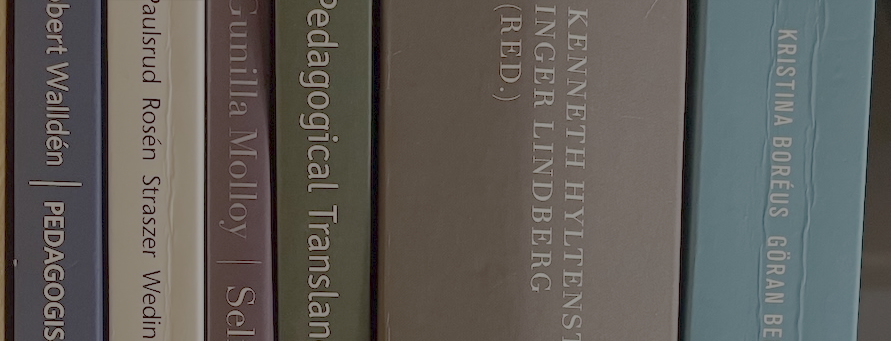 bert Walldén | PEDAGOGIS
Paulsrud Rosén Straszer Wedin
Gunilla Molloy | Sel
Pedagogical Translan
KENNETH HYLTENST
INGER LINDBERG
(RED.)
KRISTINA BORÉUS GÖRAN BE